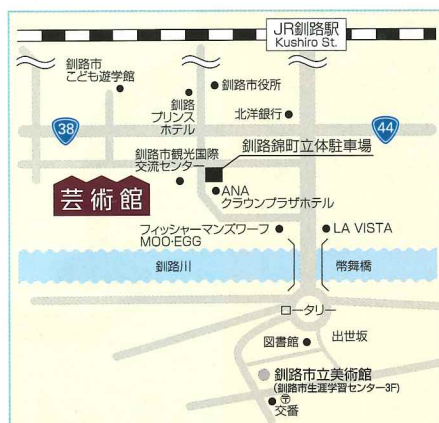 JR釧路駅
Kushiro St.
釧路市
こども遊学館
釧路市役所
釧路
プリンス
ホテル
北洋銀行
38
44
釧路錦町立体駐車場
釧路市観光国際
交流センター
芸術館
ANA
クラウンプラザホテル
フィッシャーマンズワーフ
MOO・EGG
LA VISTA
釧路川
幣舞橋
ロータリー
図書館
出世坂
釧路市立美術館
(釧路市生涯学習センター3F)
〒
交番